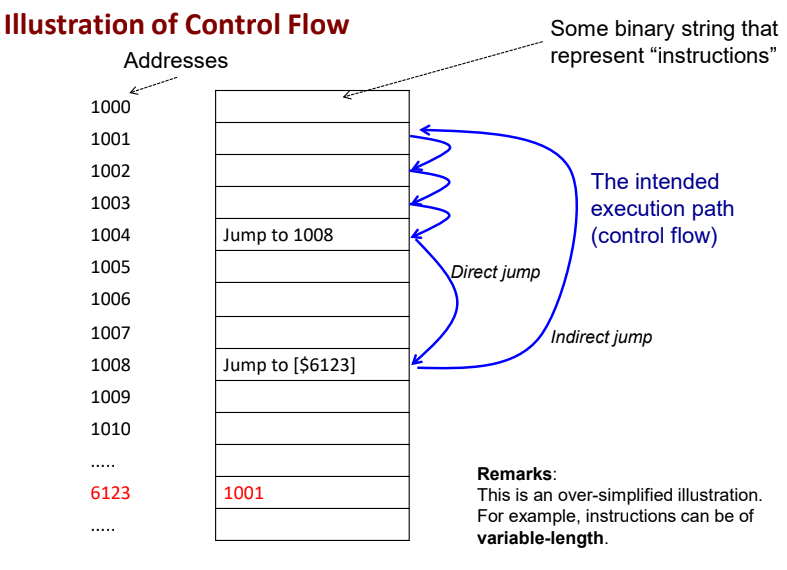 Illustration of Control Flow
Some binary string that
represent “instructions”
Addresses
1000
1001
1002
1003
1004 Jump to 1008
1005
1006
1007
1008 Jump to [$6123]
1009
1010
.....
6123 1001
.....
The intended
execution path
(control flow)
Direct jump
Indirect jump
Remarks:
This is an over-simplified illustration.
For example, instructions can be of
variable-length.